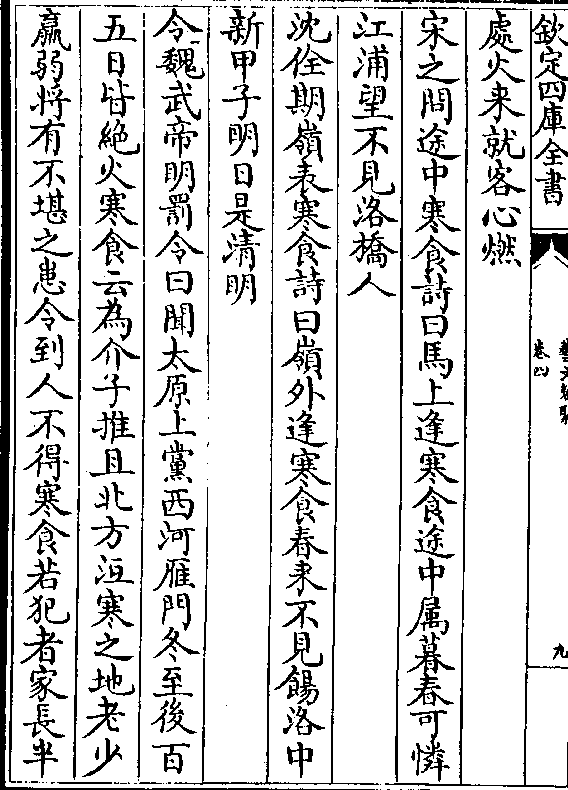 欽定四庫全書
藝文類聚
卷四
九
處火来就客心燃
宋之問途中寒食詩曰馬上逢寒食途中属暮春可憐
江浦望不見洛橋人
沈佺期嶺表寒食詩曰嶺外逢寒食春来不見餳洛中
新甲子明日是清明
令魏武帝明罰令曰聞太原上黨西河雁門冬至後百
五日皆絶火寒食云為介子推且北方沍寒之地老少
羸弱将有不堪之患令到人不得寒食若犯者家長半